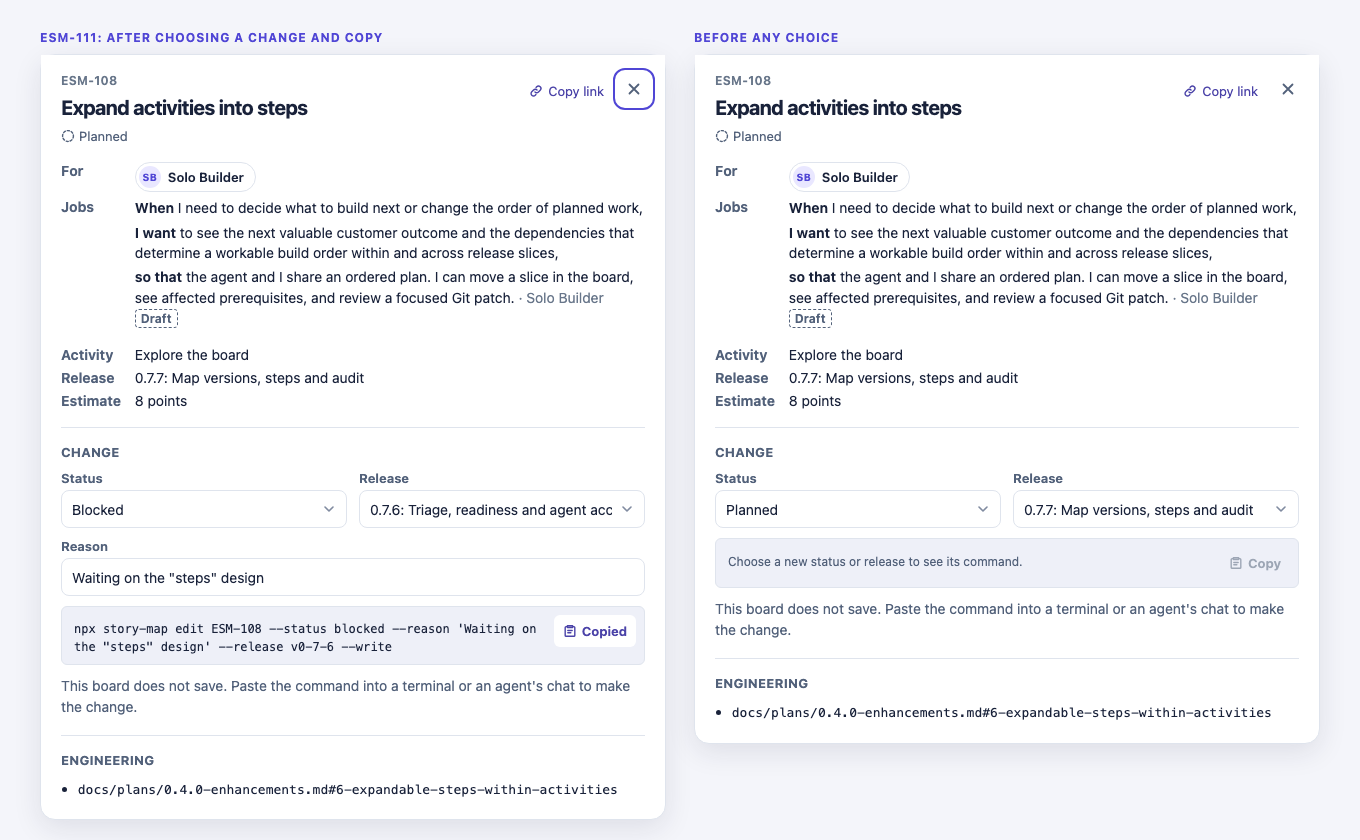 ESM-111: AFTER CHOOSING A CHANGE AND COPY
ESM-108
Expand activities into steps
Copy link
Planned
For
SB Solo Builder
Jobs
When I need to decide what to build next or change the order of planned work,
I want to see the next valuable customer outcome and the dependencies that
determine a workable build order within and across release slices,
so that the agent and I share an ordered plan. I can move a slice in the board,
see affected prerequisites, and review a focused Git patch. · Solo Builder
Draft
Activity Explore the board
Release 0.7.7: Map versions, steps and audit
Estimate 8 points
CHANGE
Status Release
Blocked 0.7.6: Triage, readiness and agent acc
Reason
Waiting on the "steps" design
npx story-map edit ESM-108 --status blocked --reason 'Waiting on
the "steps" design' --release v0-7-6 --write
Copied
This board does not save. Paste the command into a terminal or an agent's chat to make
the change.
ENGINEERING
• docs/plans/0.4.0-enhancements.md#6-expandable-steps-within-activities
BEFORE ANY CHOICE
ESM-108
Expand activities into steps
Copy link
Planned
For
SB Solo Builder
Jobs
When I need to decide what to build next or change the order of planned work,
I want to see the next valuable customer outcome and the dependencies that
determine a workable build order within and across release slices,
so that the agent and I share an ordered plan. I can move a slice in the board,
see affected prerequisites, and review a focused Git patch. · Solo Builder
Draft
Activity Explore the board
Release 0.7.7: Map versions, steps and audit
Estimate 8 points
CHANGE
Status Release
Planned 0.7.7: Map versions, steps and audit
Choose a new status or release to see its command.
Copy
This board does not save. Paste the command into a terminal or an agent's chat to make
the change.
ENGINEERING
• docs/plans/0.4.0-enhancements.md#6-expandable-steps-within-activities